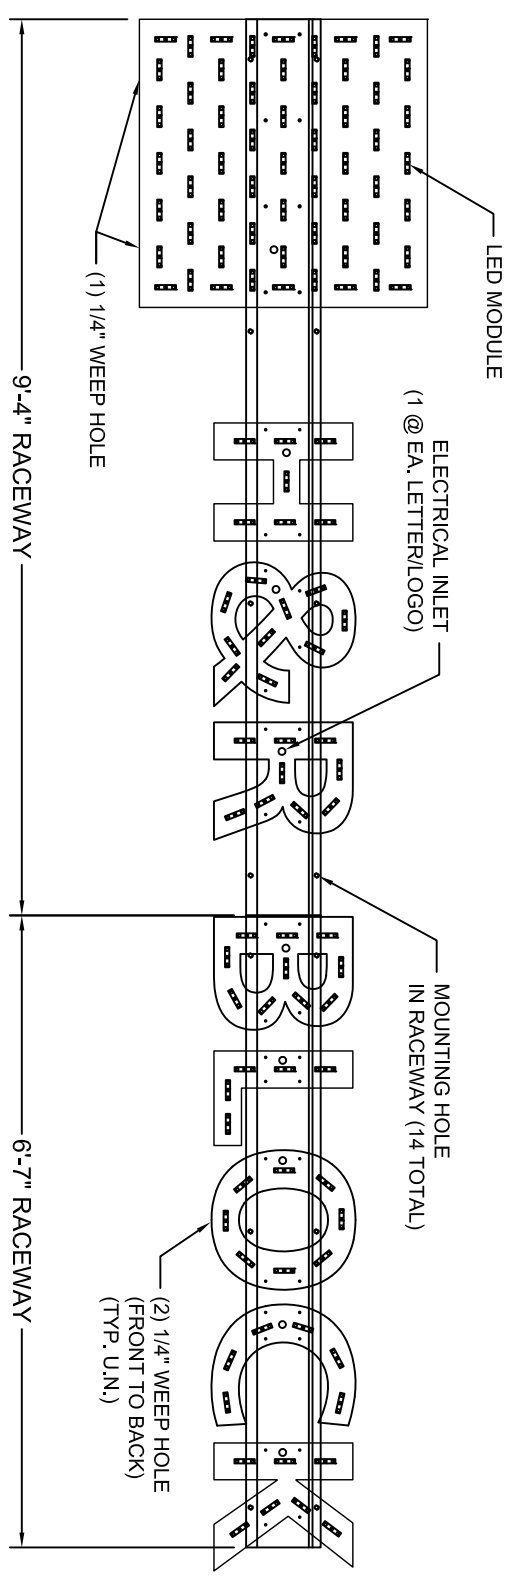 LED MODULE
(1) 1/4" WEEP HOLE
9'-4" RACEWAY
ELECTRICAL INLET
(1 @ EA. LETTER/LOGO)
H&R BLOCK
MOUNTING HOLE
IN RACEWAY (14 TOTAL)
(2) 1/4" WEEP HOLE
(FRONT TO BACK)
(TYP. U.N.)
6'-7" RACEWAY